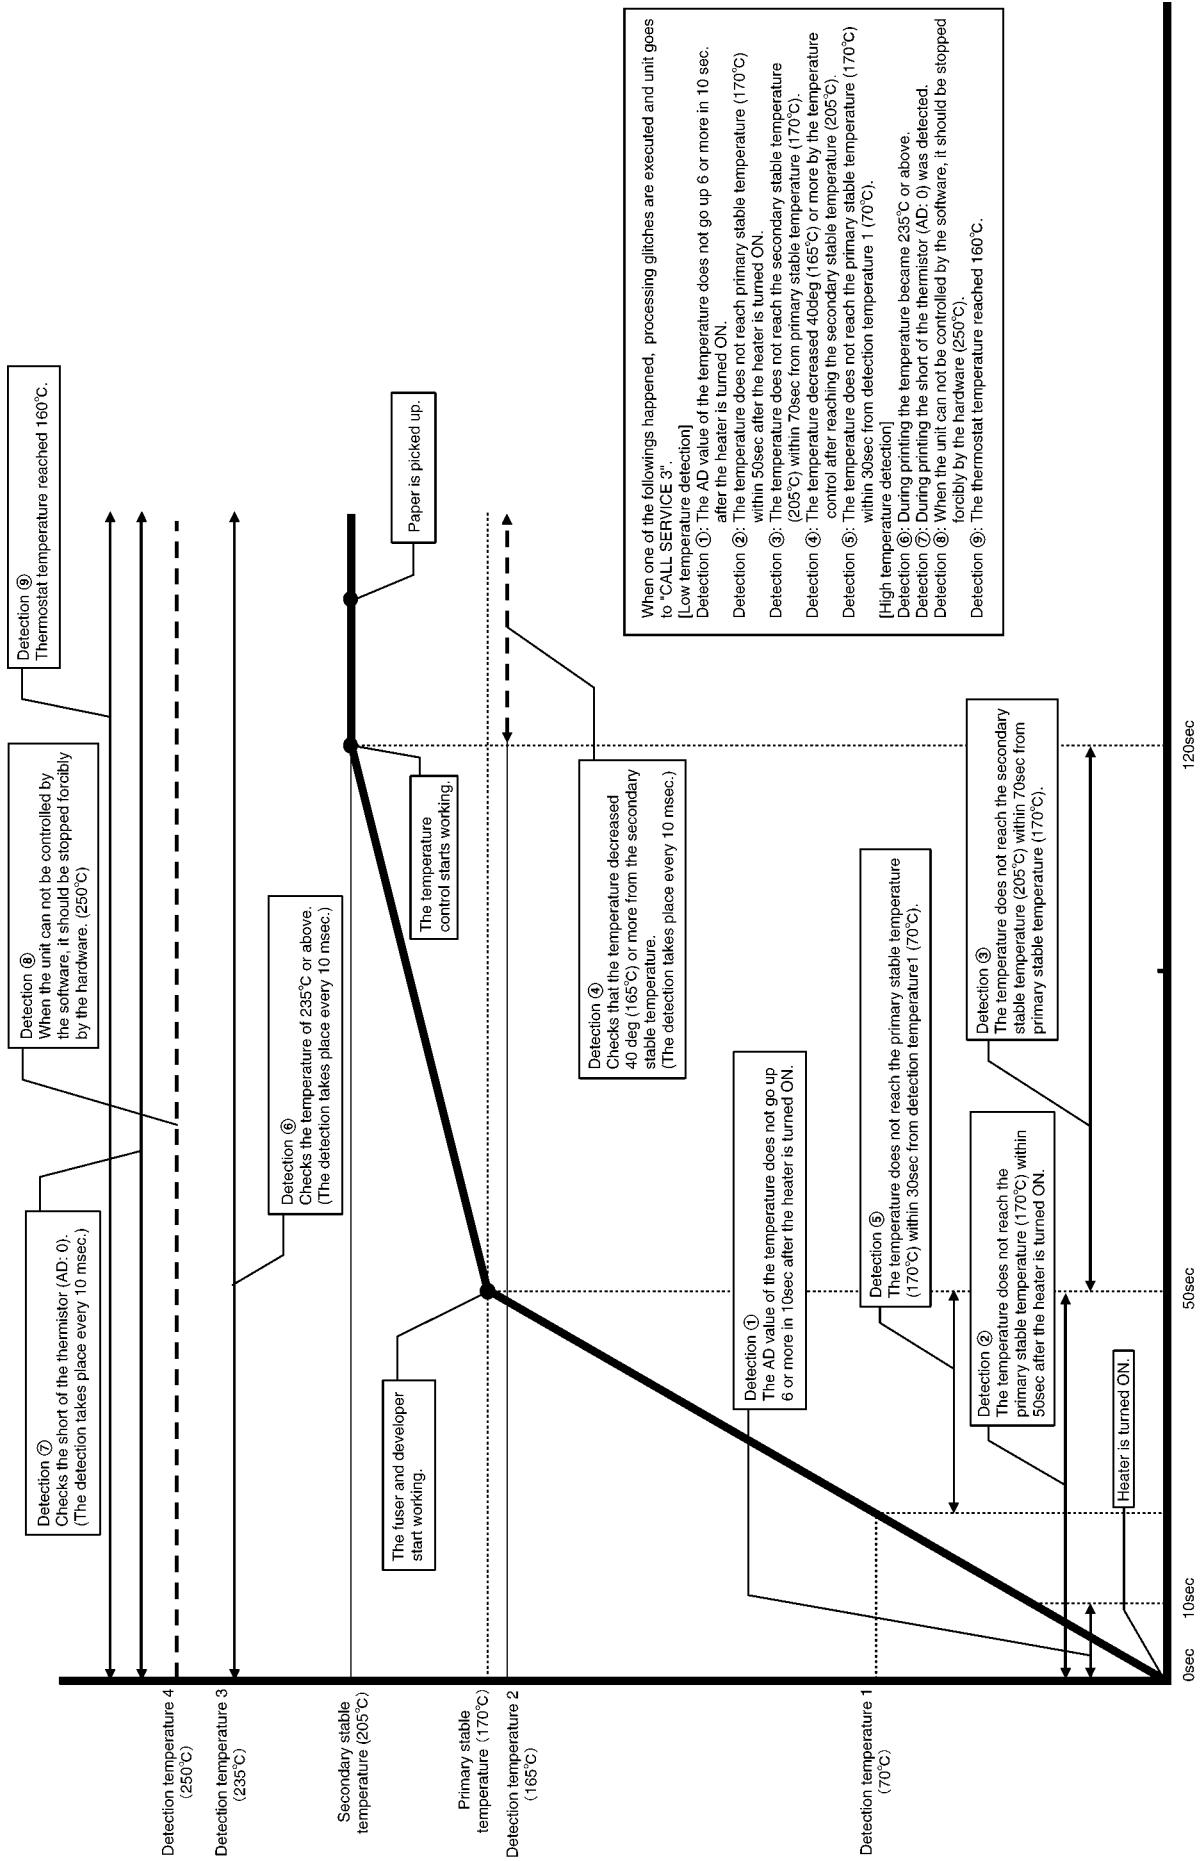 Detection ⑦
Checks the short of the thermistor (AD: 0).
(The detection takes place every 10 msec.)
Detection ⑧
When the unit can not be controlled by
the software, it should be stopped forcibly
by the hardware. (250°C)
Detection ⑨
Thermostat temperature reached 160°C.
Detection temperature 4
(250°C)
Detection temperature 3
(235°C)
Detection ⑥
Checks the temperature of 235°C or above.
(The detection takes place every 10 msec.)
Secondary stable
temperature (205°C)
The fuser and developer
start working.
The temperature
control starts working.
Paper is picked up.
Primary stable
temperature (170°C)
Detection temperature 2
(165°C)
Detection ④
Checks that the temperature decreased
40 deg (165°C) or more from the secondary
stable temperature.
(The detection takes place every 10 msec.)
When one of the followings happened, processing glitches are executed and unit goes
to "CALL SERVICE 3".
[Low temperature detection]
Detection ①: The AD value of the temperature does not go up 6 or more in 10 sec.
after the heater is turned ON.
Detection ②: The temperature does not reach primary stable temperature (170°C)
within 50sec after the heater is turned ON.
Detection ③: The temperature does not reach the secondary stable temperature
(205°C) within 70sec from primary stable temperature (170°C).
Detection ④: The temperature decreased 40deg (165°C) or more by the temperature
control after reaching the secondary stable temperature (205°C).
Detection ⑤: The temperature does not reach the primary stable temperature (170°C)
within 30sec from detection temperature 1 (70°C).
[High temperature detection]
Detection ⑥: During printing the temperature became 235°C or above.
Detection ⑦: During printing the short of the thermistor (AD: 0) was detected.
Detection ⑧: When the unit can not be controlled by the software, it should be stopped
forcibly by the hardware (250°C).
Detection ⑨: The thermostat temperature reached 160°C.
Detection ①
The AD value of the temperature does not go up
6 or more in 10sec after the heater is turned ON.
Detection temperature 1
(70°C)
Detection ⑤
The temperature does not reach the primary stable temperature
(170°C) within 30sec from detection temperature1 (70°C).
Detection ②
The temperature does not reach the
primary stable temperature (170°C) within
50sec after the heater is turned ON.
Detection ③
The temperature does not reach the secondary
stable temperature (205°C) within 70sec from
primary stable temperature (170°C).
Heater is turned ON.
0sec
10sec
50sec
120sec